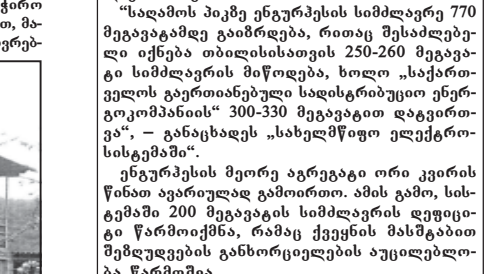 ჭირო
თ, მა-
ვრებ-
“საღამოს პიკზე ენგურჰესის სიმძლავრე 770
მეგავატამდე გაიზრდება, რითაც შესაძლებე-
ლი იქნება თბილისისათვის 250-260 მეგავა-
ტი სიმძლავრის მიწოდება, ხოლო „საქართ-
ველოს გაერთიანებული სადისტრიბუციო ენერ-
გოკომპანიის“ 300-330 მეგავატით დატვირთ-
ვა“, – განაცხადეს „სახელმწიფო ელექტრო-
სისტემაში“.
ენგურჰესის მეორე აგრეგატი ორი კვირის
წინათ ავარიულად გამოირთო. ამის გამო, სის-
ტემაში 200 მეგავატის სიმძლავრის დეფიცი-
ტი წარმოიქმნა, რამაც ქვეყნის მასშტაბით
შეზღუდვების განხორციელების აუცილებლო-
ბა წარმოშვა.